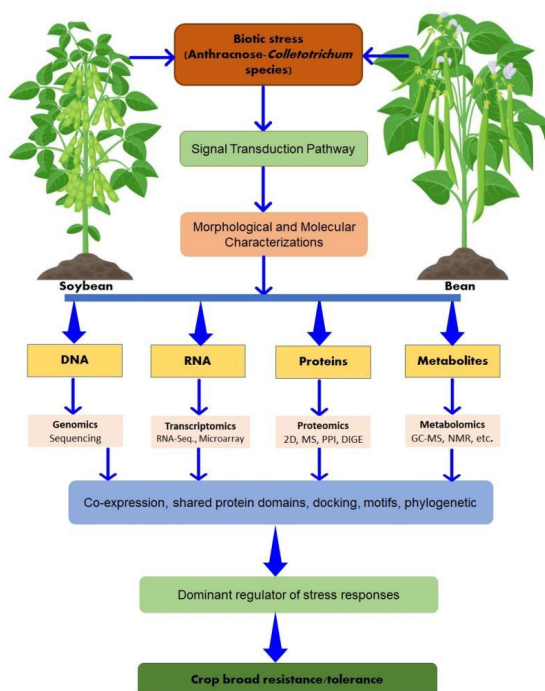 Biotic stress
(Anthracnose-Colletotrichum
species)
Signal Transduction Pathway
Morphological and Molecular
Characterizations
Soybean
Bean
DNA
RNA
Proteins
Metabolites
Genomics
Sequencing
Transcriptomics
RNA-Seq., Microarray
Proteomics
2D, MS, PPI, DIGE
Metabolomics
GC-MS, NMR, etc.
Co-expression, shared protein domains, docking, motifs, phylogenetic
Dominant regulator of stress responses
Crop broad resistance/tolerance